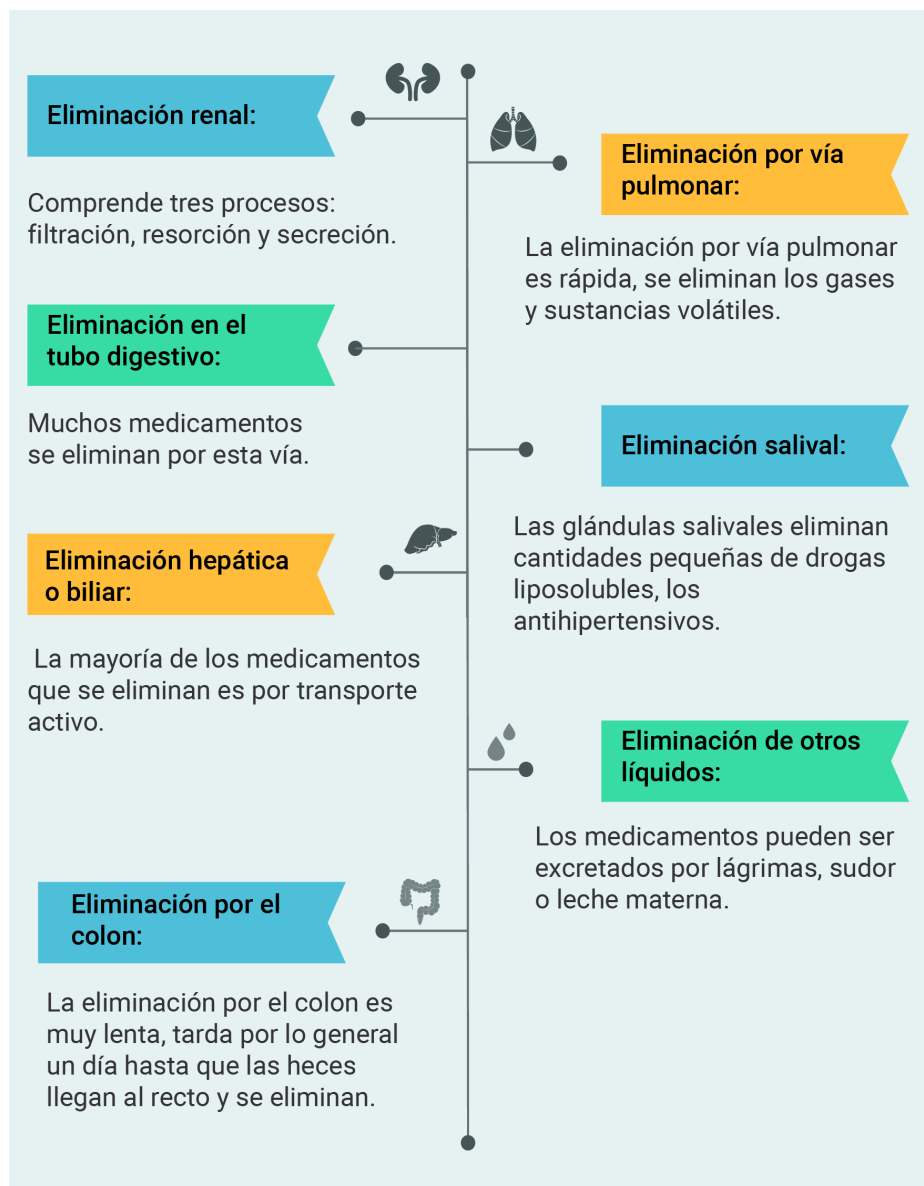 Eliminación renal:
Comprende tres procesos:
filtración, resorción y secreción.
Eliminación por vía
pulmonar:
La eliminación por vía pulmonar
es rápida, se eliminan los gases
y sustancias volátiles.
Eliminación en el
tubo digestivo:
Muchos medicamentos
se eliminan por esta vía.
Eliminación salival:
Las glándulas salivales eliminan
cantidades pequeñas de drogas
liposolubles, los
antihipertensivos.
Eliminación hepática
o biliar:
La mayoría de los medicamentos
que se eliminan es por transporte
activo.
Eliminación de otros
líquidos:
Los medicamentos pueden ser
excretados por lágrimas, sudor
o leche materna.
Eliminación por el
colon:
La eliminación por el colon es
muy lenta, tarda por lo general
un día hasta que las heces
llegan al recto y se eliminan.